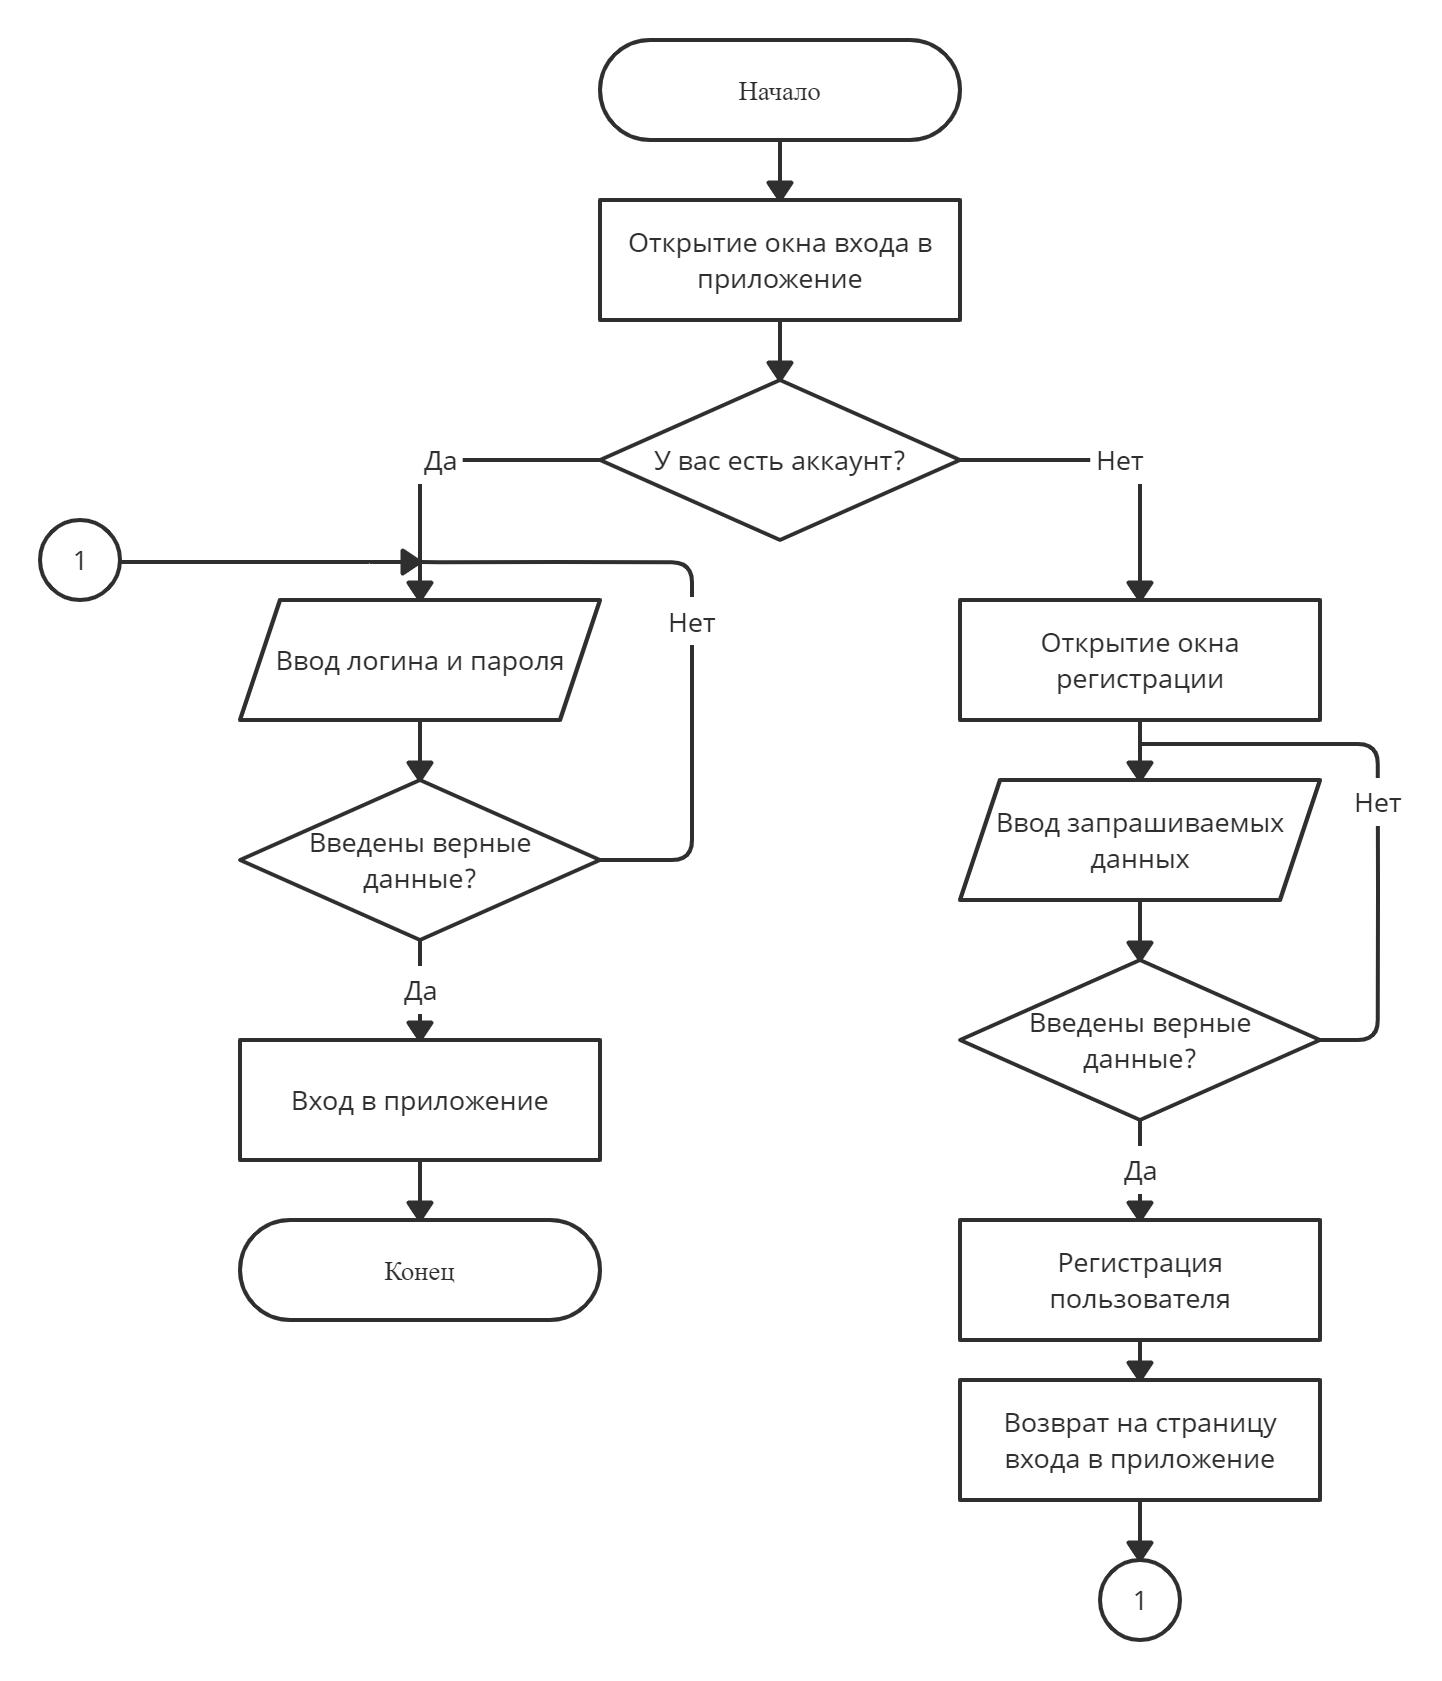 Начало
Открытие окна входа в
приложение
У вас есть аккаунт?
Да
Нет
1
Нет
Ввод логина и пароля
Открытие окна
регистрации
Введены верные
данные?
Нет
Ввод запрашиваемых
данных
Да
Введены верные
данные?
Вход в приложение
Да
Конец
Регистрация
пользователя
Возврат на страницу
входа в приложение
1